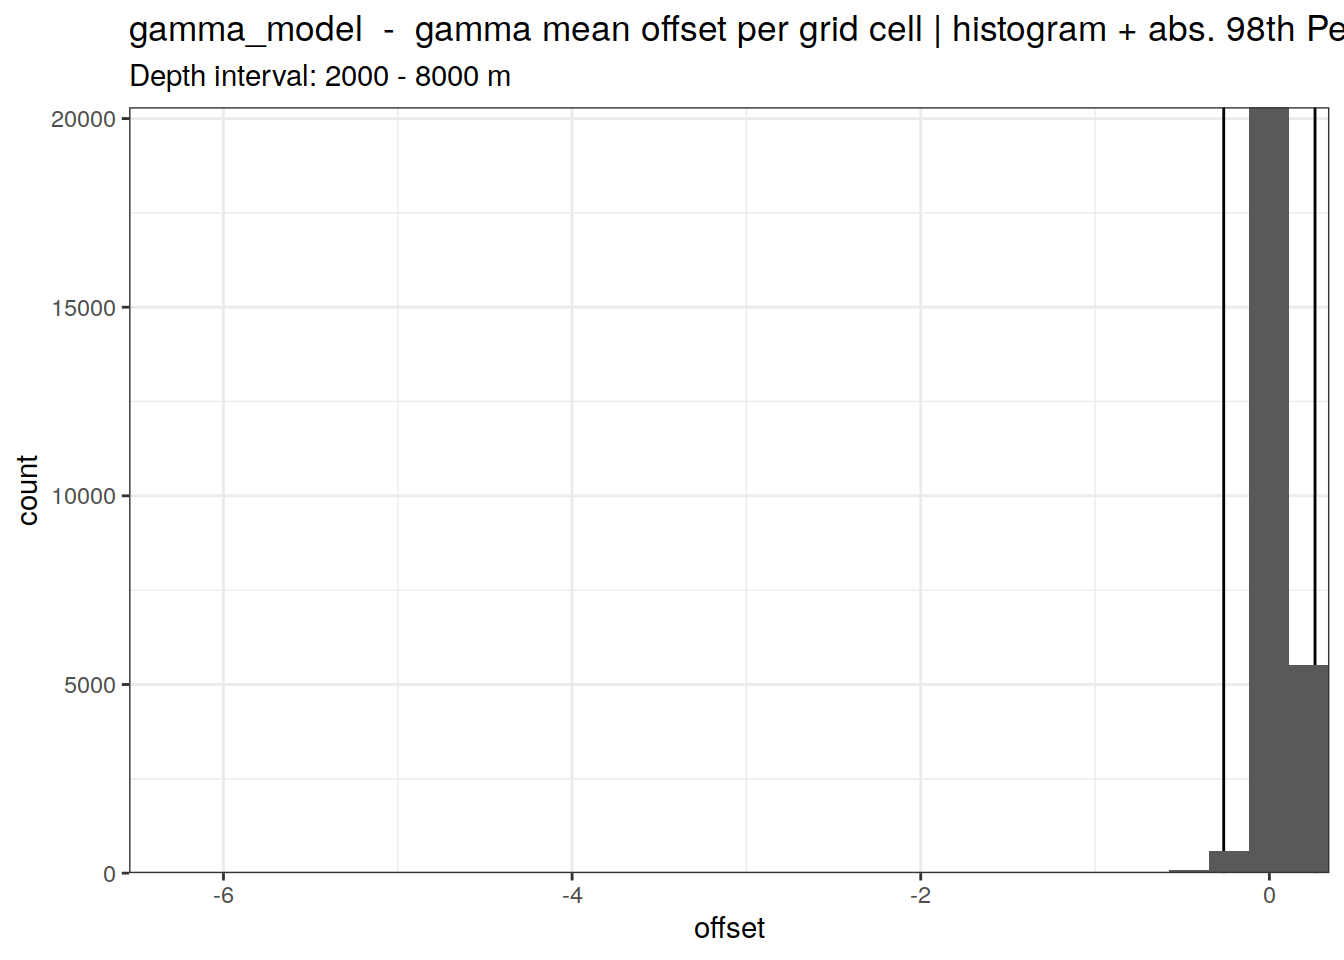 gamma_model - gamma mean offset per grid cell | histogram + abs. 98th Pe
Depth interval: 2000 - 8000 m
20000
15000
10000
5000
0
count
-6 -4 -2 0
offset